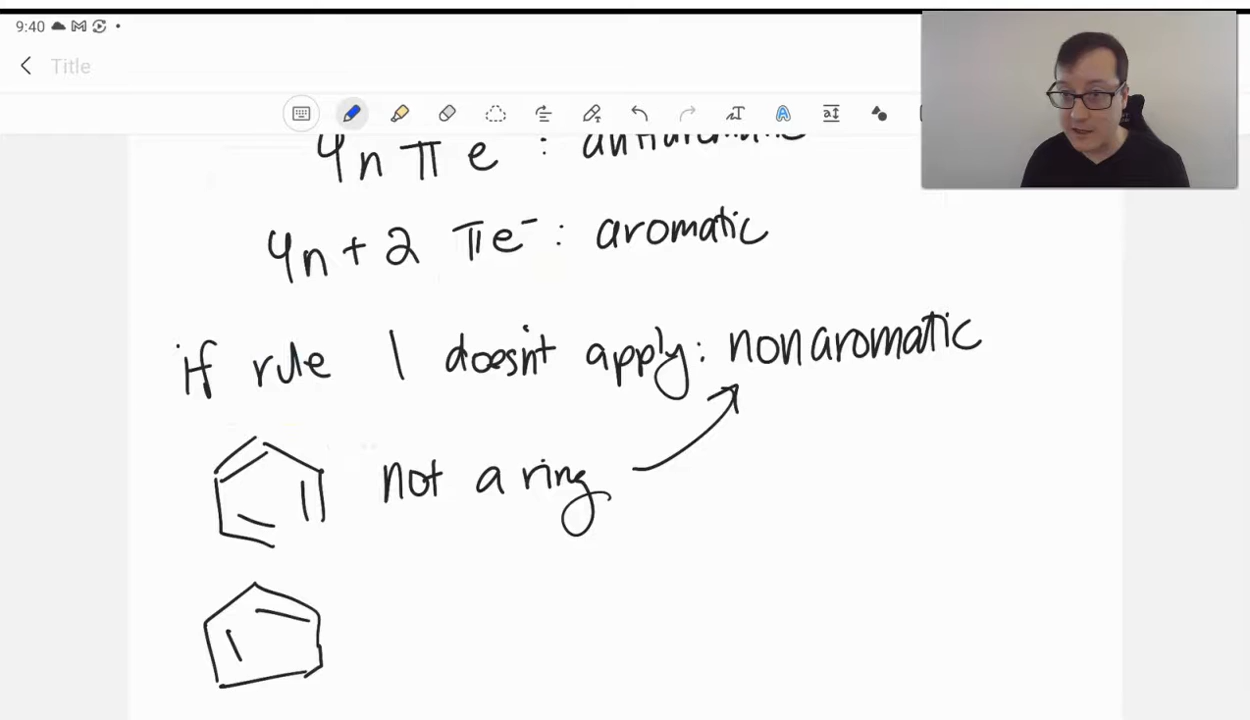 9:40
Title
4n π e : antiaromatic
4n + 2 πe⁻: aromatic
if rule 1 doesn't apply: nonaromatic
not a ring